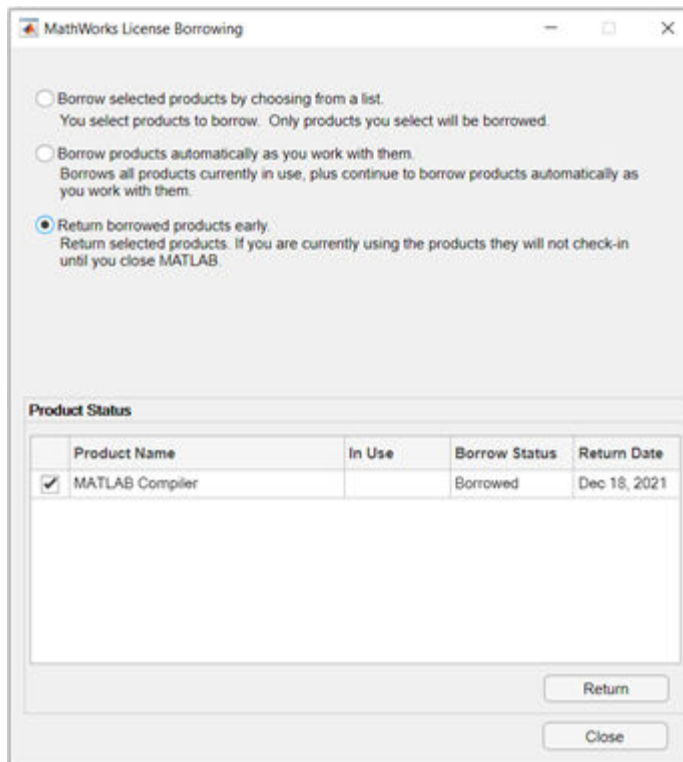 MathWorks License Borrowing
Borrow selected products by choosing from a list.
You select products to borrow. Only products you select will be borrowed.
Borrow products automatically as you work with them.
Borrows all products currently in use, plus continue to borrow products automatically as
you work with them.
Return borrowed products early.
Return selected products. If you are currently using the products they will not check-in
until you close MATLAB.
Product Status
Product Name In Use Borrow Status Return Date
MATLAB Compiler Borrowed Dec 18, 2021
Return
Close